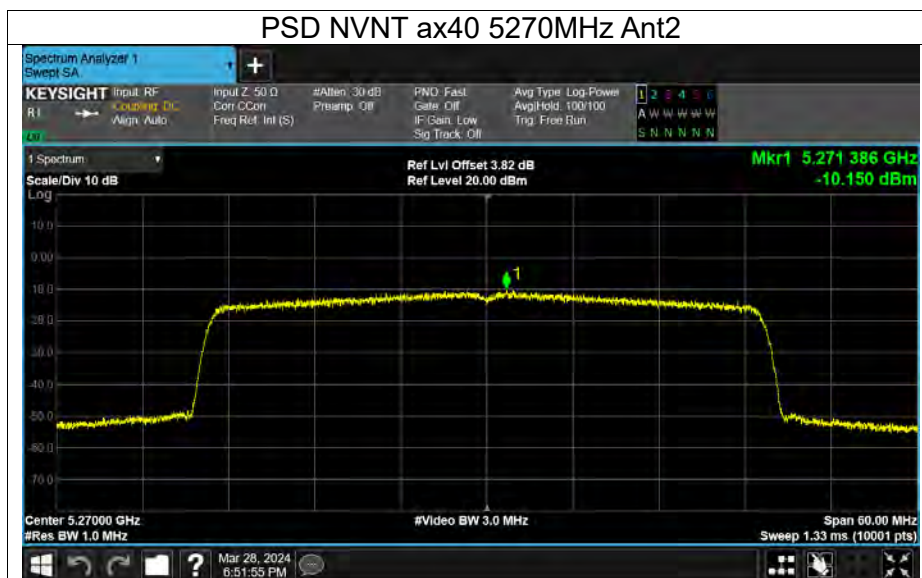 PSD NVNT ax40 5270MHz Ant2
Spectrum Analyzer 1
Swept SA
KEYSIGHT Input: RF Input Z: 50 Ω #Atten: 30 dB PNO: Fast Avg Type: Log-Power 1 2 3 4 5 6
R L Coupling: DC Corr CCorr Preamp: Off Gate: Off Avg|Hold: 100/100 A W W W W W
Align: Auto Freq Ref: Int (S) IF Gain: Low Trig: Free Run
Sig Track: Off S N N N N N
1 Spectrum Ref Lvl Offset 3.82 dB Mkr1 5.271 386 GHz
Scale/Div 10 dB Ref Level 20.00 dBm -10.150 dBm
Log
10.0
0.00
-10.0
-20.0
-30.0
-40.0
-50.0
-60.0
-70.0
1
Center 5.27000 GHz #Video BW 3.0 MHz Span 60.00 MHz
#Res BW 1.0 MHz Sweep 1.33 ms (10001 pts)
Mar 28, 2024
6:51:55 PM